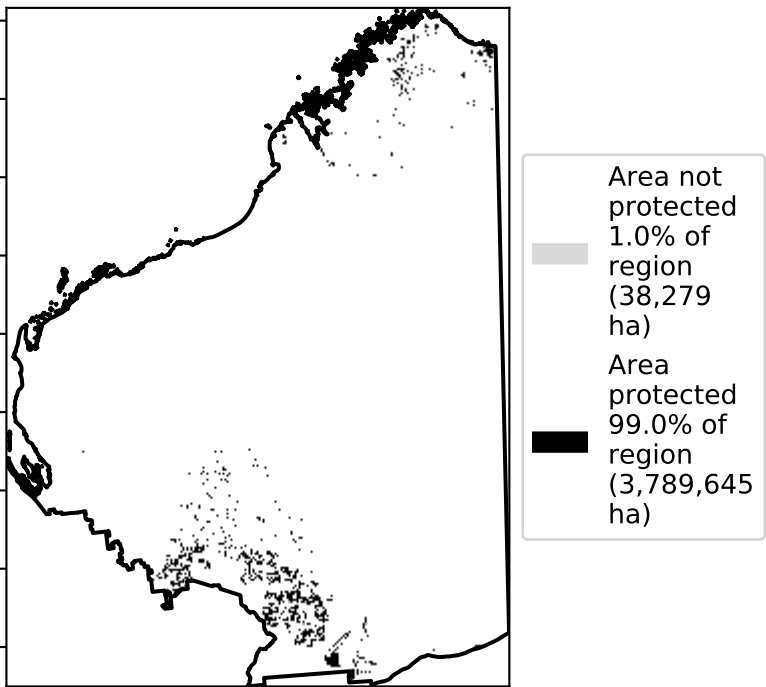 Area not
protected
1.0% of
region
(38,279
ha)
Area
protected
99.0% of
region
(3,789,645
ha)